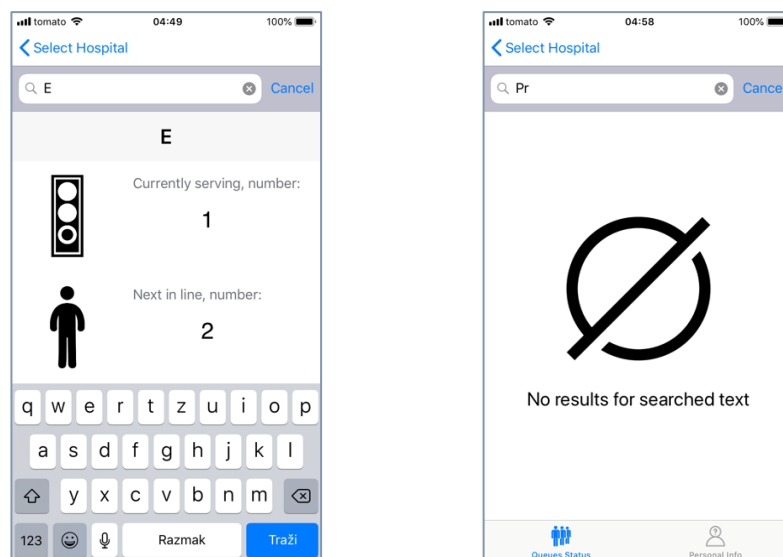 tomato 04:49 100%
Select Hospital
E Cancel
E
Currently serving, number:
1
Next in line, number:
2
q w e r t z u i o p
a s d f g h j k l
y x c v b n m
123 Razmak Traži
tomato 04:58 100%
Select Hospital
Pr Cance
No results for searched text
Queues Status Personal Info